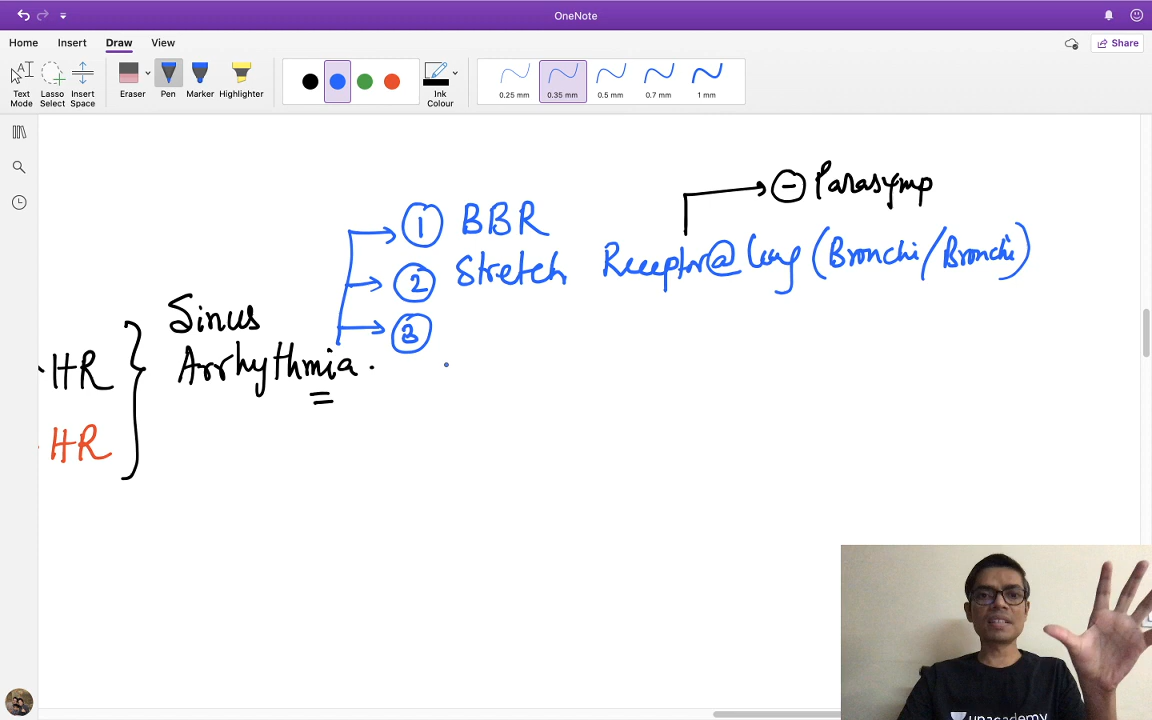 OneNote
Home Insert Draw View
Share
Text Mode
Lasso Select
Insert Space
Eraser
Pen
Marker
Highlighter
Ink Colour
0.25 mm
0.35 mm
0.5 mm
0.7 mm
1 mm
⊖ Parasymp
① BBR
② Stretch Receptor @ Lung (Bronchi/Bronchi)
③
Sinus
Arrhythmia.
HR
HR
unacademy